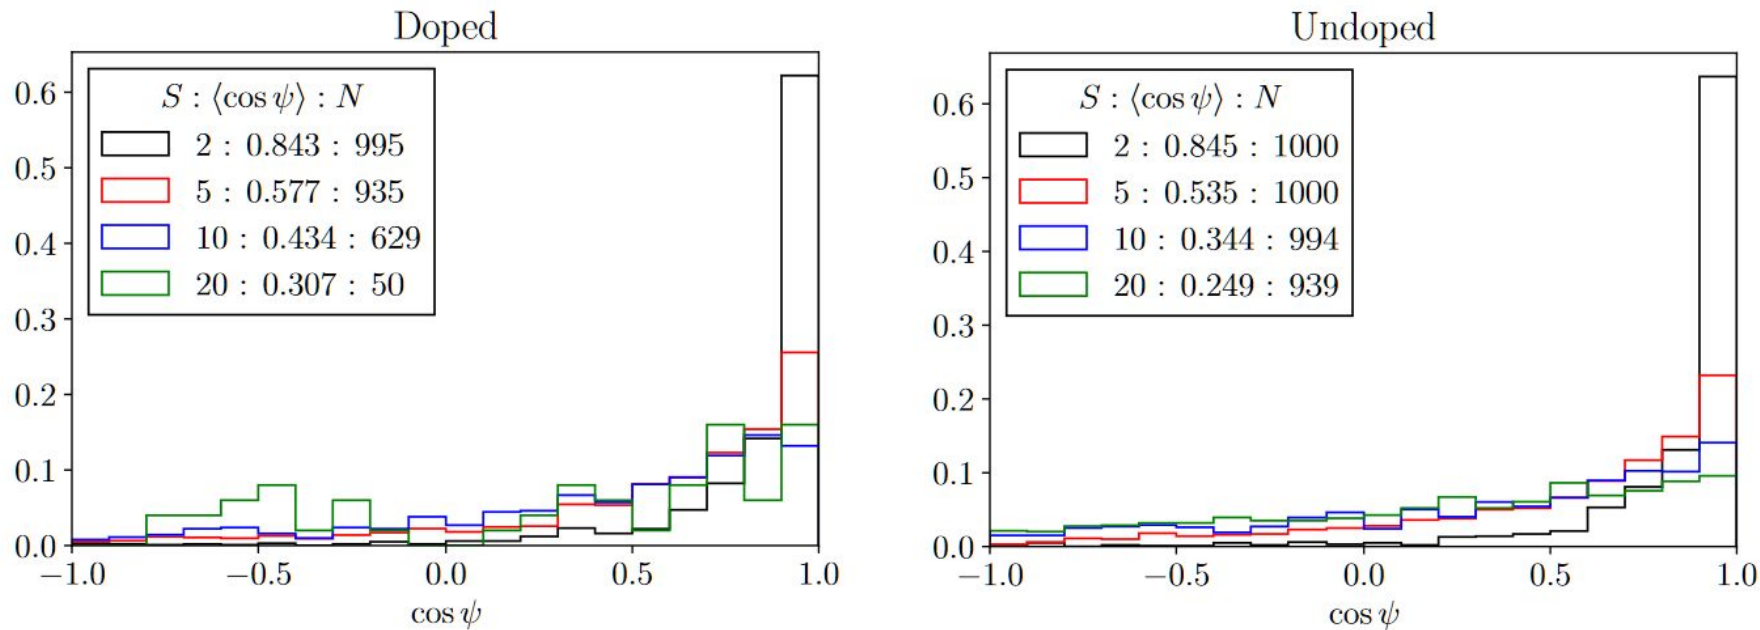 Doped
S : ⟨cos ψ⟩ : N
2 : 0.843 : 995
5 : 0.577 : 935
10 : 0.434 : 629
20 : 0.307 : 50
0.6
0.5
0.4
0.3
0.2
0.1
0.0
−1.0 −0.5 0.0 0.5 1.0
cos ψ
Undoped
S : ⟨cos ψ⟩ : N
2 : 0.845 : 1000
5 : 0.535 : 1000
10 : 0.344 : 994
20 : 0.249 : 939
0.6
0.5
0.4
0.3
0.2
0.1
0.0
−1.0 −0.5 0.0 0.5 1.0
cos ψ